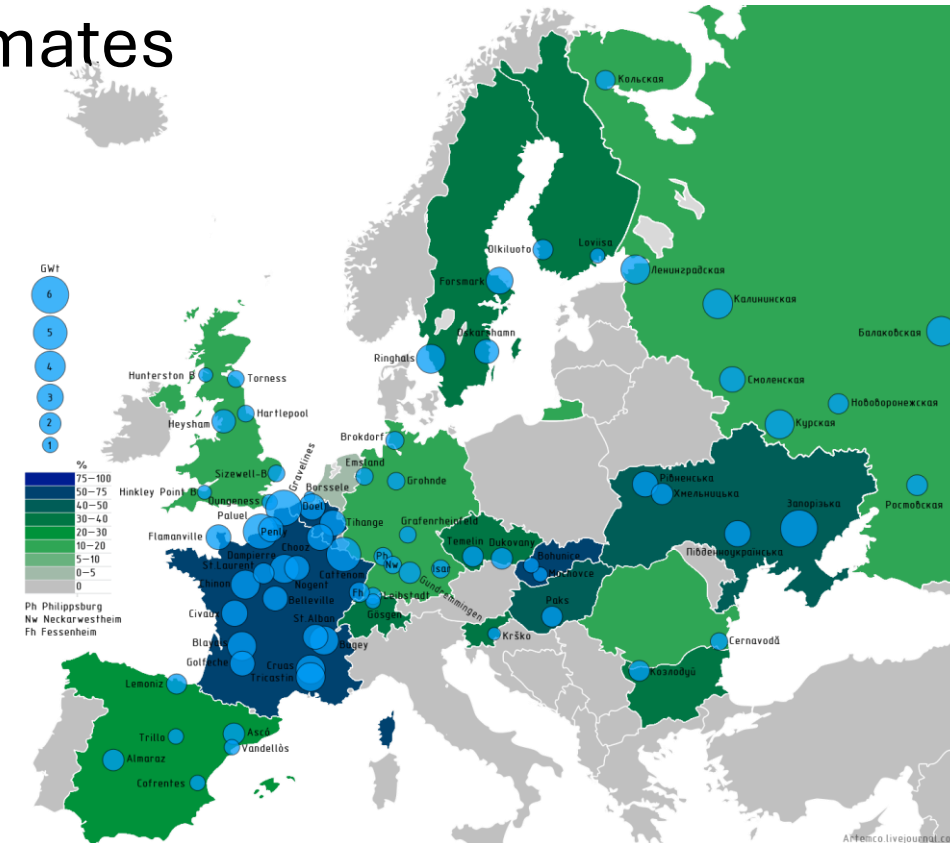 mates
Кольская
Olkiluoto
Loviisa
Ленинградская
Forsmark
Калининская
Oskarshamn
Балаковская
Ringhals
GWt
6
5
4
3
2
1
Hunterston B
Torness
Смоленская
Hartlepool
Нововоронежская
Heysham
Курская
Brokdorf
Emsland
Sizewell-B
Gravelines
Grohnde
Рівненська
Borssele
Хмельницька
Hinkley Point B
Dungeness
Doel
Запорізька
Ростовская
Paluel
Penly
Tihange
Grafenrheinfeld
Flamanville
Південноукраїнська
Chooz
Temelin
Dukovany
Dampierre
Ph
Bohunice
St Laurent
Nw
Isar
Mochovce
Cattenom
Chinon
Nogent
Gundremmingen
Fh
Leibstadt
Belleville
Paks
Civaux
Gösgen
St Alban
Krško
Blayais
Bugey
Cernavodă
Golfech
Cruas
Козлодуй
Tricastin
Lemoniz
Trillo
Ascó
Vandellòs
Almaraz
Cofrentes
%
75–100
50–75
40–50
30–40
20–30
10–20
5–10
0–5
0
Ph Philippsburg
Nw Neckarwestheim
Fh Fessenheim